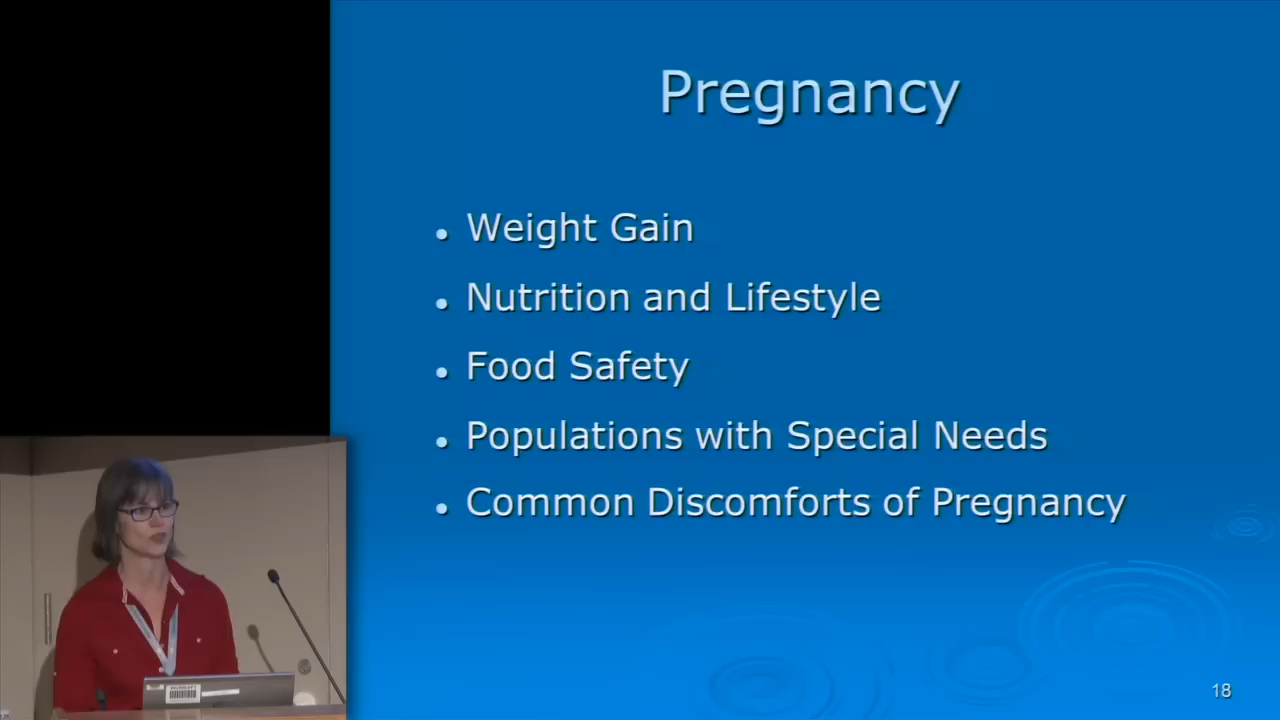 Pregnancy
• Weight Gain
• Nutrition and Lifestyle
• Food Safety
• Populations with Special Needs
• Common Discomforts of Pregnancy
18